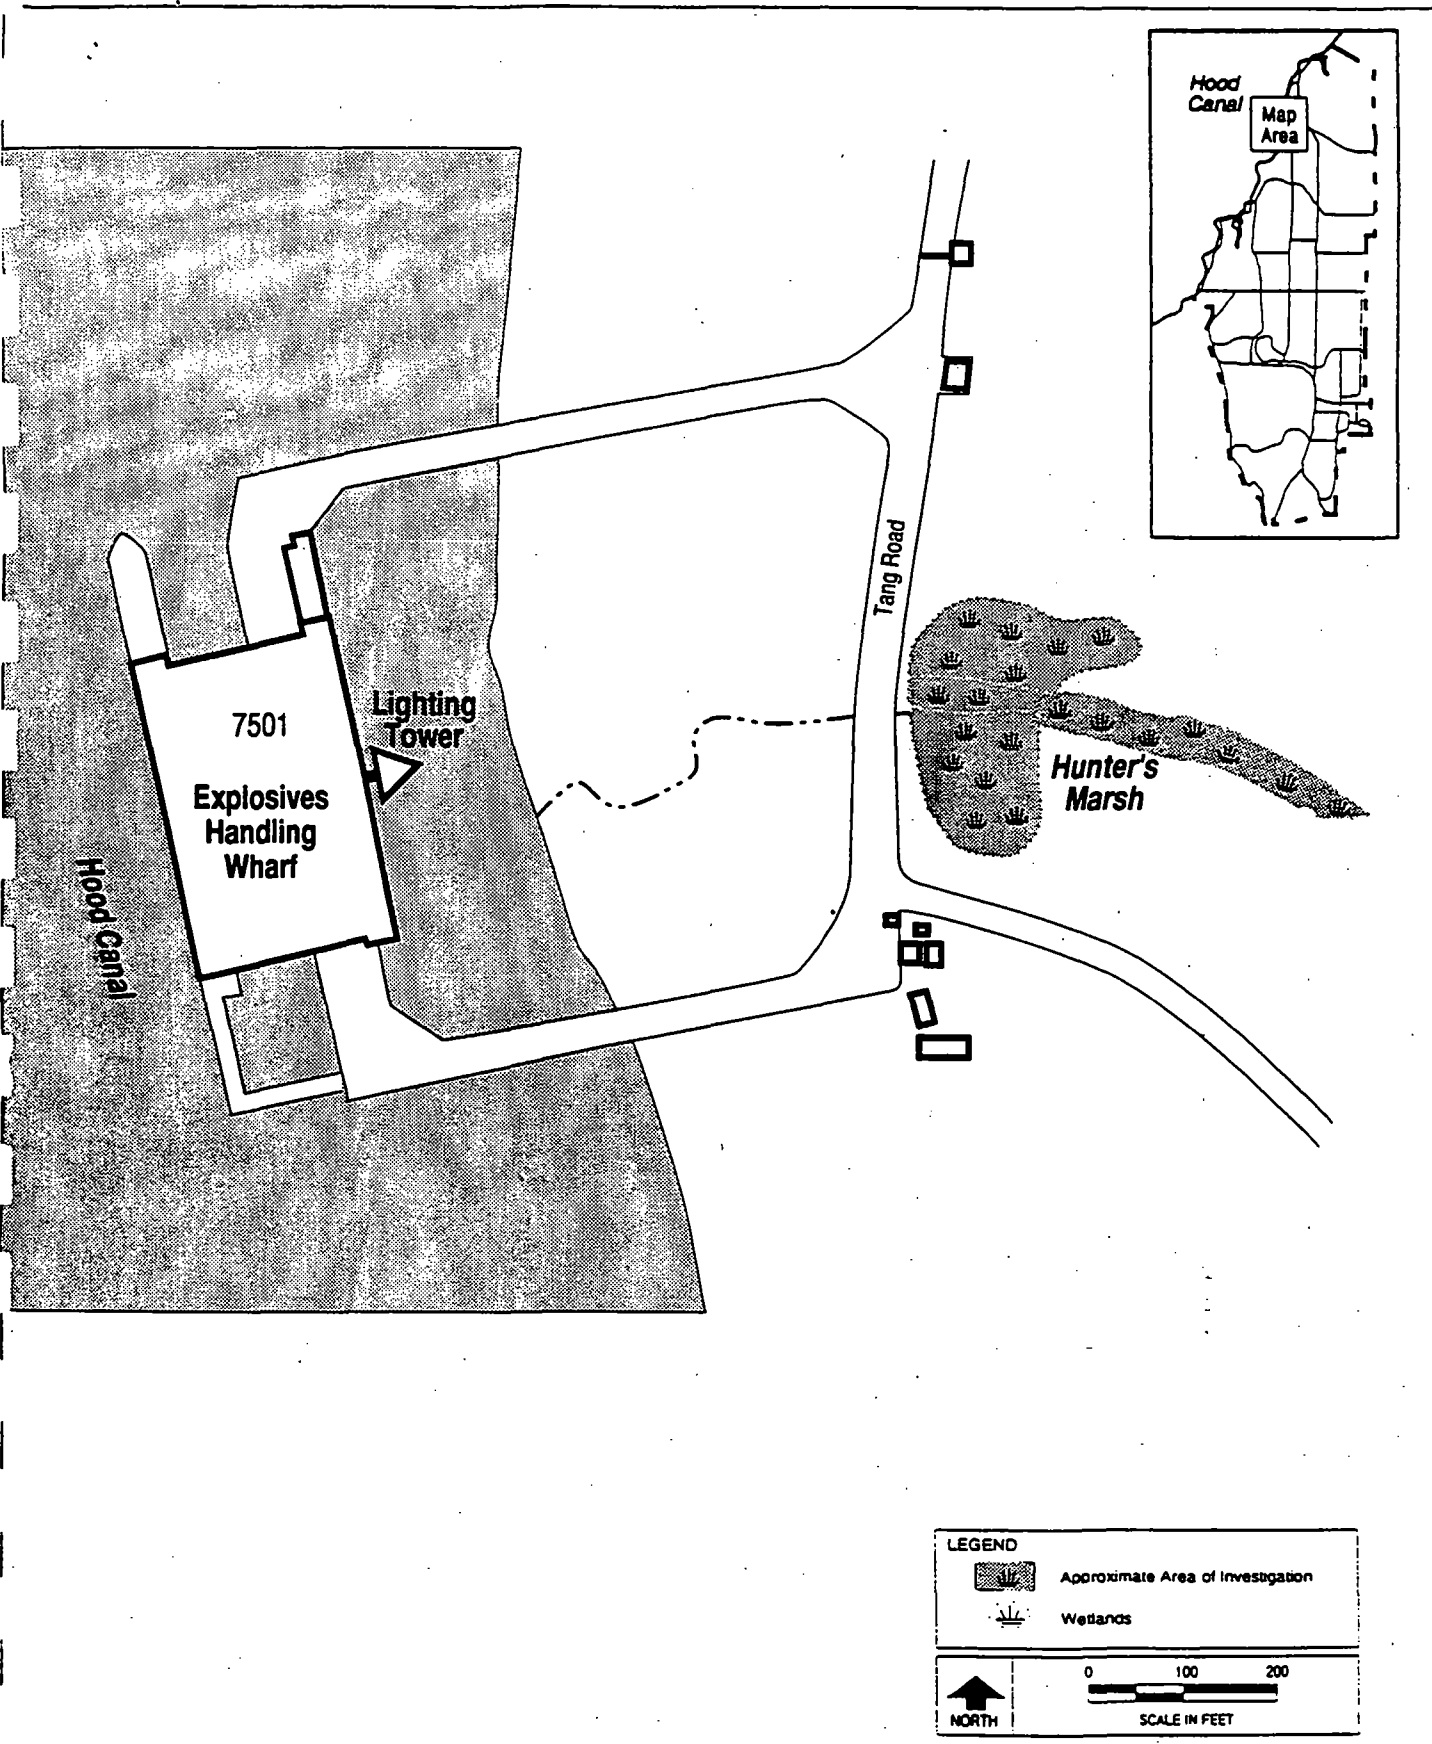 Hood
Canal
Map
Area
Tang Road
Lighting
Tower
7501
Explosives
Handling
Wharf
Hunter's
Marsh
Hood Canal
LEGEND
Approximate Area of Investigation
Wetlands
0 100 200
NORTH
SCALE IN FEET